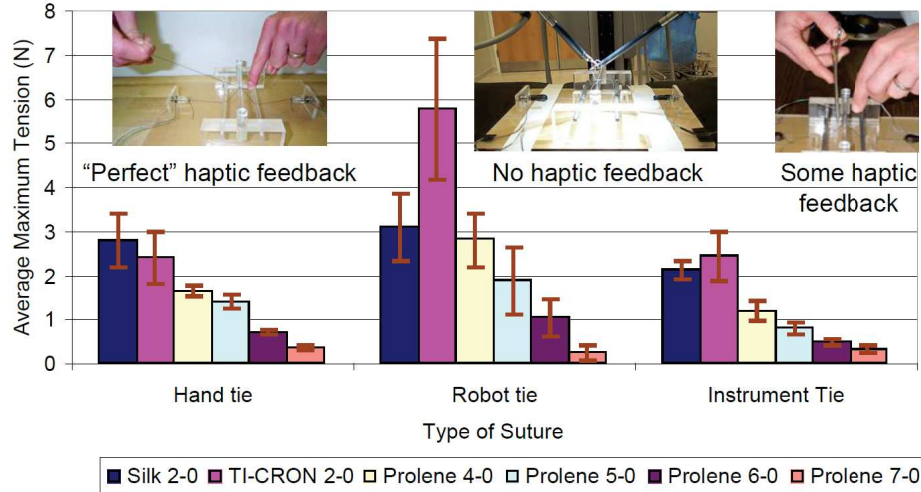 8
7
6
5
4
3
2
1
0
Average Maximum Tension (N)
“Perfect” haptic feedback
No haptic feedback
Some haptic
feedback
Hand tie
Robot tie
Instrument Tie
Type of Suture
Silk 2-0
TI-CRON 2-0
Prolene 4-0
Prolene 5-0
Prolene 6-0
Prolene 7-0